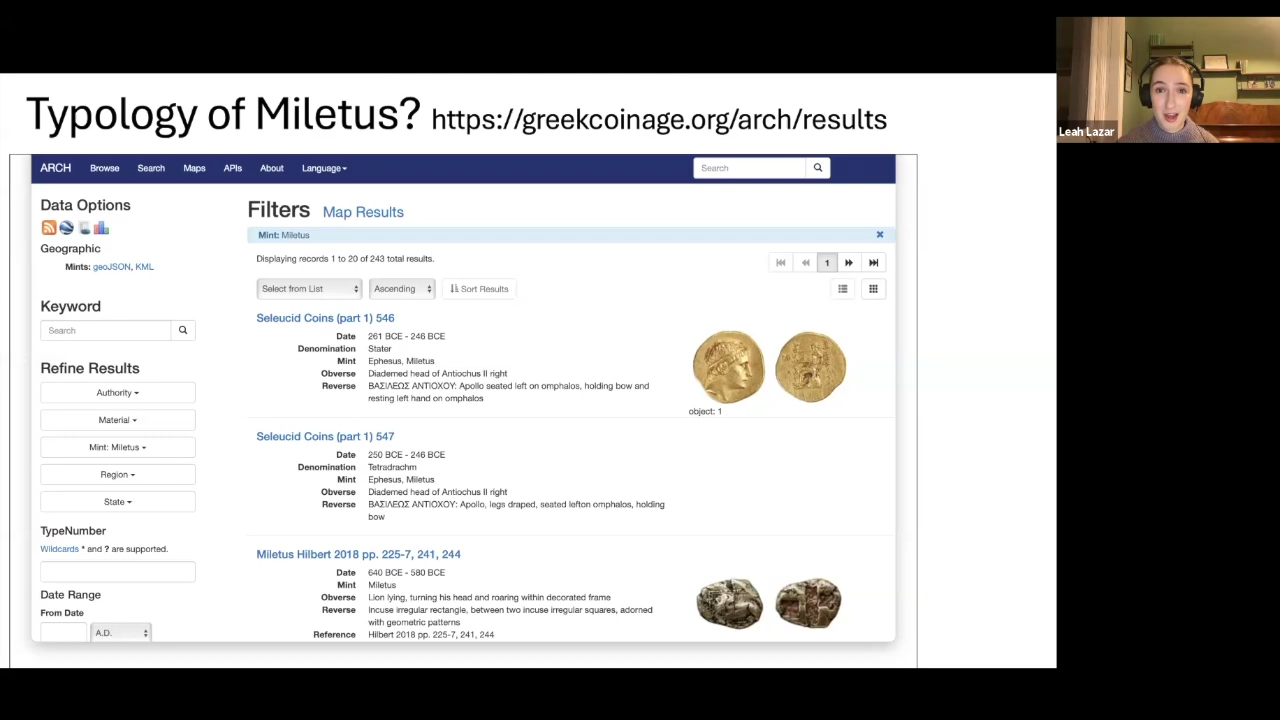 Typology of Miletus? https://greekcoinage.org/arch/results
Leah Lazar
ARCH Browse Search Maps APIs About Language Search
Data Options
Geographic
Mints: geoJSON, KML
Keyword
Search
Refine Results
Authority
Material
Mint: Miletus
Region
State
TypeNumber
Wildcards * and ? are supported.
Date Range
From Date
A.D.
Filters Map Results
Mint: Miletus
Displaying records 1 to 20 of 243 total results.
1
Select from List Ascending Sort Results
Seleucid Coins (part 1) 546
Date 261 BCE - 246 BCE
Denomination Stater
Mint Ephesus, Miletus
Obverse Diademed head of Antiochus II right
Reverse ΒΑΣΙΛΕΩΣ ΑΝΤΙΟΧΟΥ: Apollo seated left on omphalos, holding bow and
resting left hand on omphalos
object: 1
Seleucid Coins (part 1) 547
Date 250 BCE - 246 BCE
Denomination Tetradrachm
Mint Ephesus, Miletus
Obverse Diademed head of Antiochus II right
Reverse ΒΑΣΙΛΕΩΣ ΑΝΤΙΟΧΟΥ: Apollo, legs draped, seated lefton omphalos, holding
bow
Miletus Hilbert 2018 pp. 225-7, 241, 244
Date 640 BCE - 580 BCE
Mint Miletus
Obverse Lion lying, turning his head and roaring within decorated frame
Reverse Incuse irregular rectangle, between two incuse irregular squares, adorned
with geometric patterns
Reference Hilbert 2018 pp. 225-7, 241, 244